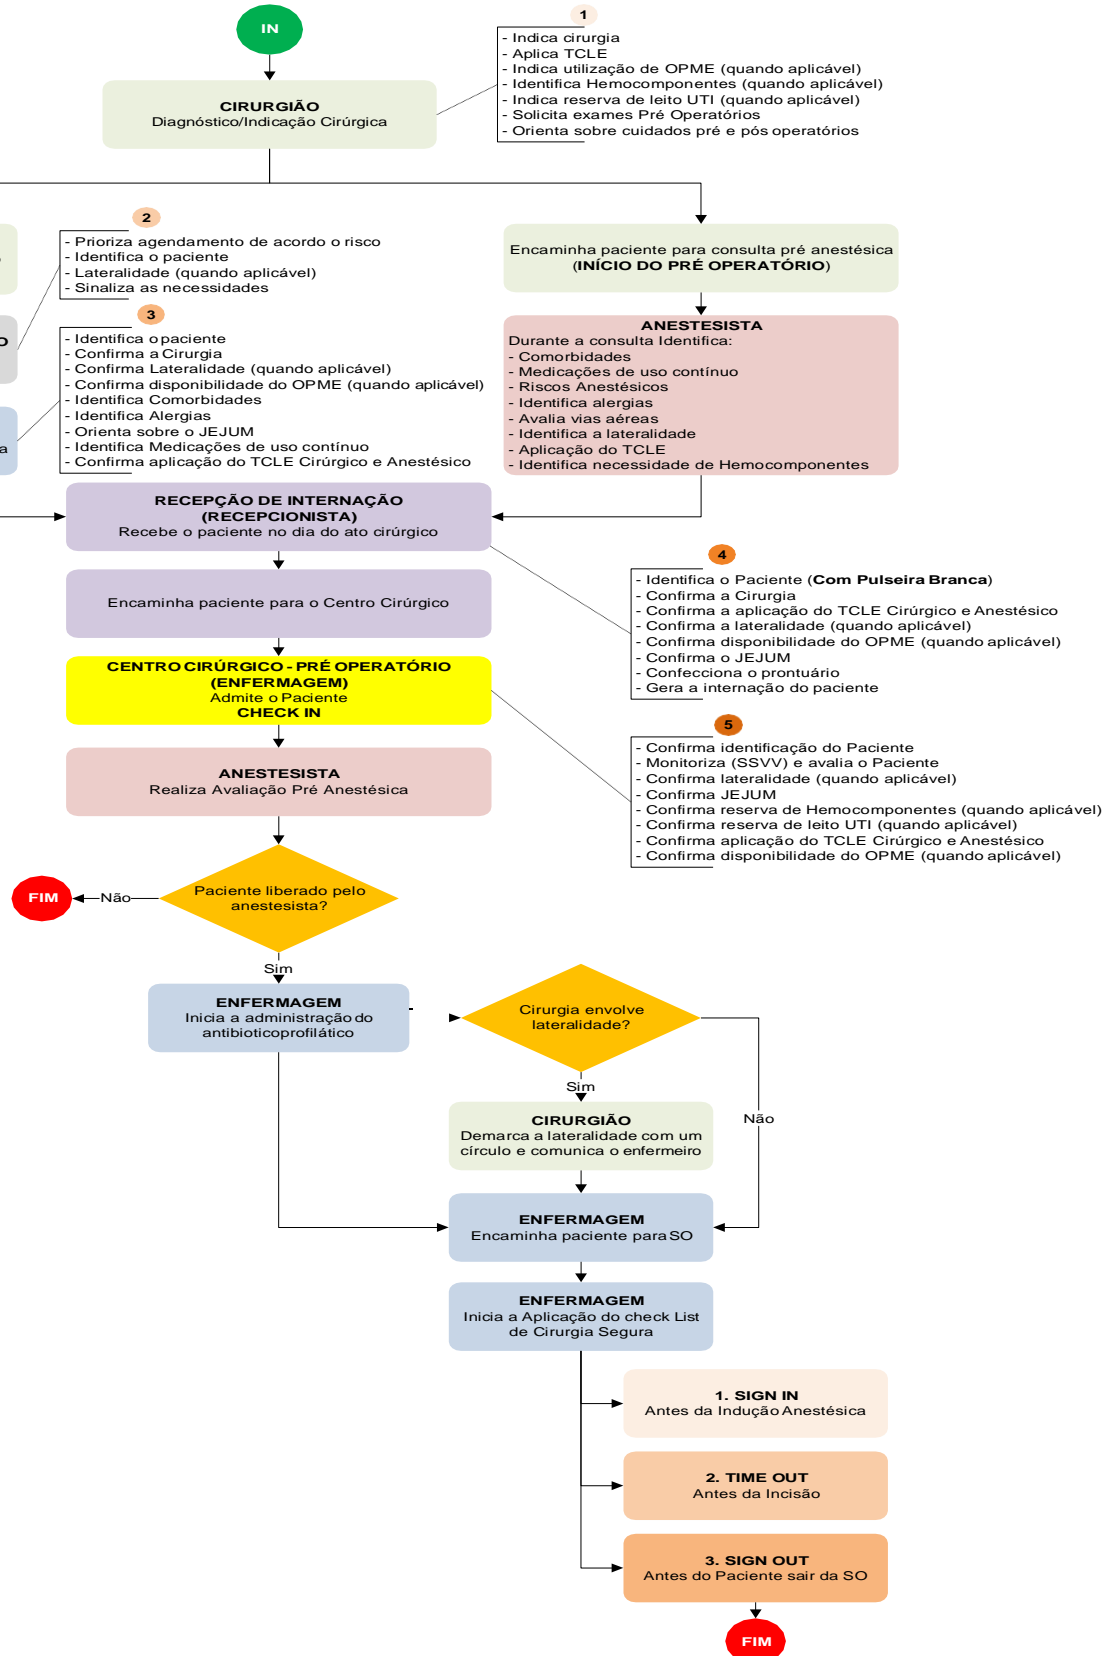 IN
1
- Indica cirurgia
- Aplica TCLE
- Indica utilização de OPME (quando aplicável)
- Identifica Hemocomponentes (quando aplicável)
- Indica reserva de leito UTI (quando aplicável)
- Solicita exames Pré Operatórios
- Orienta sobre cuidados pré e pós operatórios
CIRURGIÃO
Diagnóstico/Indicação Cirúrgica
2
- Prioriza agendamento de acordo o risco
- Identifica o paciente
- Lateralidade (quando aplicável)
- Sinaliza as necessidades
Encaminha paciente para consulta pré anestésica
(INÍCIO DO PRÉ OPERATÓRIO)
3
- Identifica o paciente
- Confirma a Cirurgia
- Confirma Lateralidade (quando aplicável)
- Confirma disponibilidade do OPME (quando aplicável)
- Identifica Comorbidades
- Identifica Alergias
- Orienta sobre o JEJUM
- Identifica Medicações de uso contínuo
- Confirma aplicação do TCLE Cirúrgico e Anestésico
ANESTESISTA
Durante a consulta Identifica:
- Comorbidades
- Medicações de uso contínuo
- Riscos Anestésicos
- Identifica alergias
- Avalia vias aéreas
- Identifica a lateralidade
- Aplicação do TCLE
- Identifica necessidade de Hemocomponentes
O
a
RECEPÇÃO DE INTERNAÇÃO
(RECEPCIONISTA)
Recebe o paciente no dia do ato cirúrgico
4
- Identifica o Paciente (Com Pulseira Branca)
- Confirma a Cirurgia
- Confirma a aplicação do TCLE Cirúrgico e Anestésico
- Confirma a lateralidade (quando aplicável)
- Confirma disponibilidade do OPME (quando aplicável)
- Confirma o JEJUM
- Confecciona o prontuário
- Gera a internação do paciente
Encaminha paciente para o Centro Cirúrgico
CENTRO CIRÚRGICO - PRÉ OPERATÓRIO
(ENFERMAGEM)
Admite o Paciente
CHECK IN
5
- Confirma identificação do Paciente
- Monitoriza (SSVV) e avalia o Paciente
- Confirma lateralidade (quando aplicável)
- Confirma JEJUM
- Confirma reserva de Hemocomponentes (quando aplicável)
- Confirma reserva de leito UTI (quando aplicável)
- Confirma aplicação do TCLE Cirúrgico e Anestésico
- Confirma disponibilidade do OPME (quando aplicável)
ANESTESISTA
Realiza Avaliação Pré Anestésica
Paciente liberado pelo
anestesista?
Não
FIM
Sim
ENFERMAGEM
Inicia a administração do
antibioticoprofilático
Cirurgia envolve
lateralidade?
Sim
Não
CIRURGIÃO
Demarca a lateralidade com um
círculo e comunica o enfermeiro
ENFERMAGEM
Encaminha paciente para SO
ENFERMAGEM
Inicia a Aplicação do check List
de Cirurgia Segura
1. SIGN IN
Antes da Indução Anestésica
2. TIME OUT
Antes da Incisão
3. SIGN OUT
Antes do Paciente sair da SO
FIM